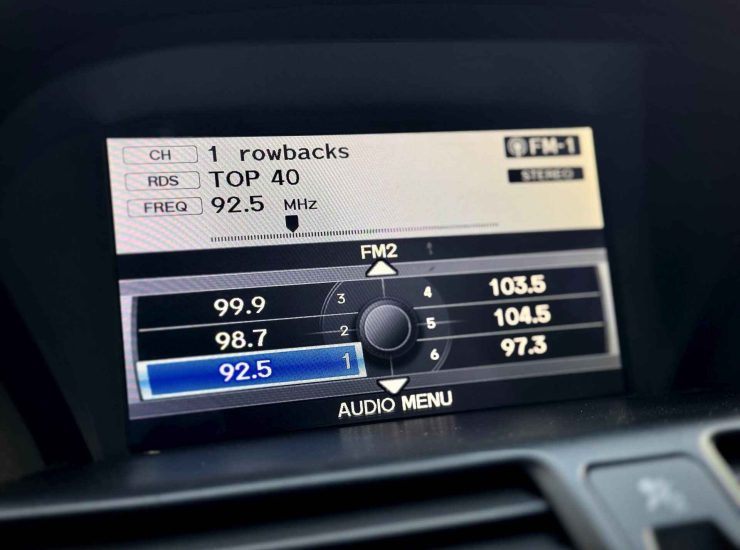 CH 1 rowbacks FM-1
RDS TOP 40 STEREO
FREQ 92.5 MHz
FM2
99.9 3 4 103.5
98.7 2 5 104.5
92.5 1 6 97.3
AUDIO MENU